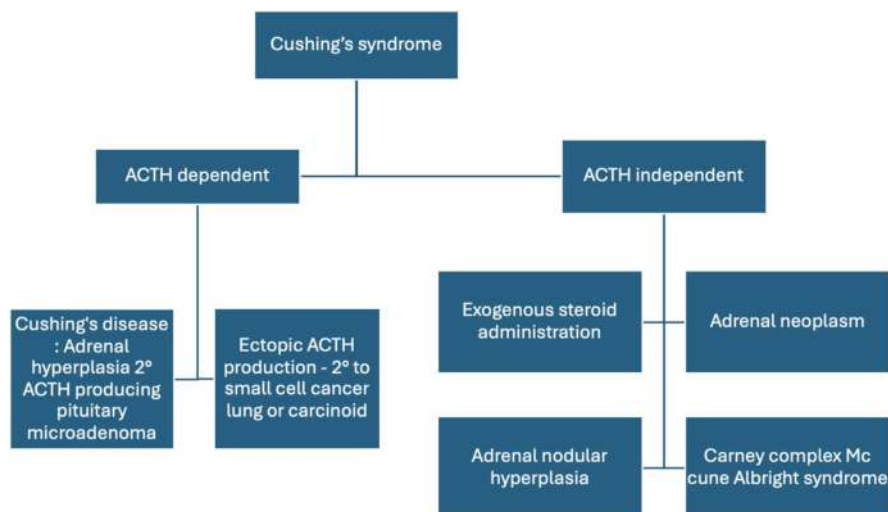 Cushing's syndrome
ACTH dependent
ACTH independent
Cushing's disease
: Adrenal
hyperplasia 2°
ACTH producing
pituitary
microadenoma
Ectopic ACTH
production - 2° to
small cell cancer
lung or carcinoid
Exogenous steroid
administration
Adrenal neoplasm
Adrenal nodular
hyperplasia
Carney complex Mc
cune Albright syndrome